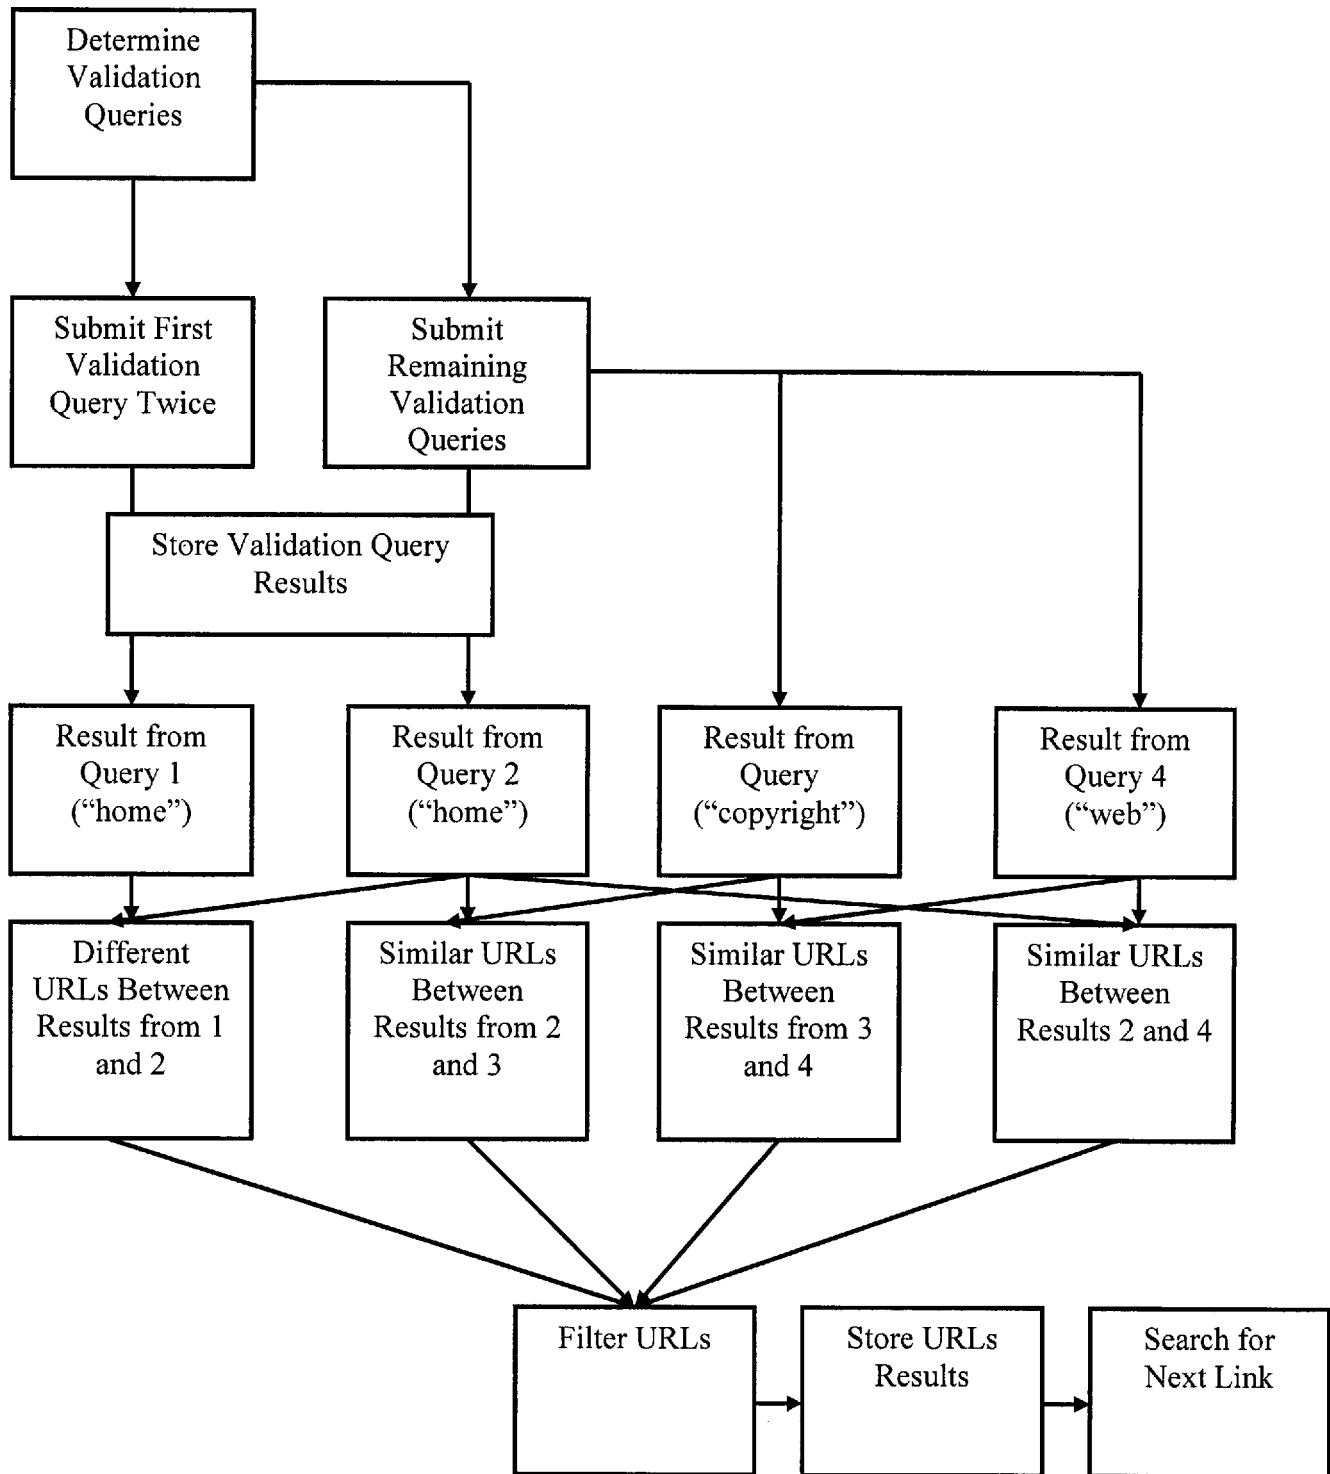 Determine
Validation
Queries
Submit First
Validation
Query Twice
Submit
Remaining
Validation
Queries
Store Validation Query
Results
Result from
Query 1
(“home”)
Result from
Query 2
(“home”)
Result from
Query
(“copyright”)
Result from
Query 4
(“web”)
Different
URLs Between
Results from 1
and 2
Similar URLs
Between
Results from 2
and 3
Similar URLs
Between
Results from 3
and 4
Similar URLs
Between
Results 2 and 4
Filter URLs
Store URLs
Results
Search for
Next Link